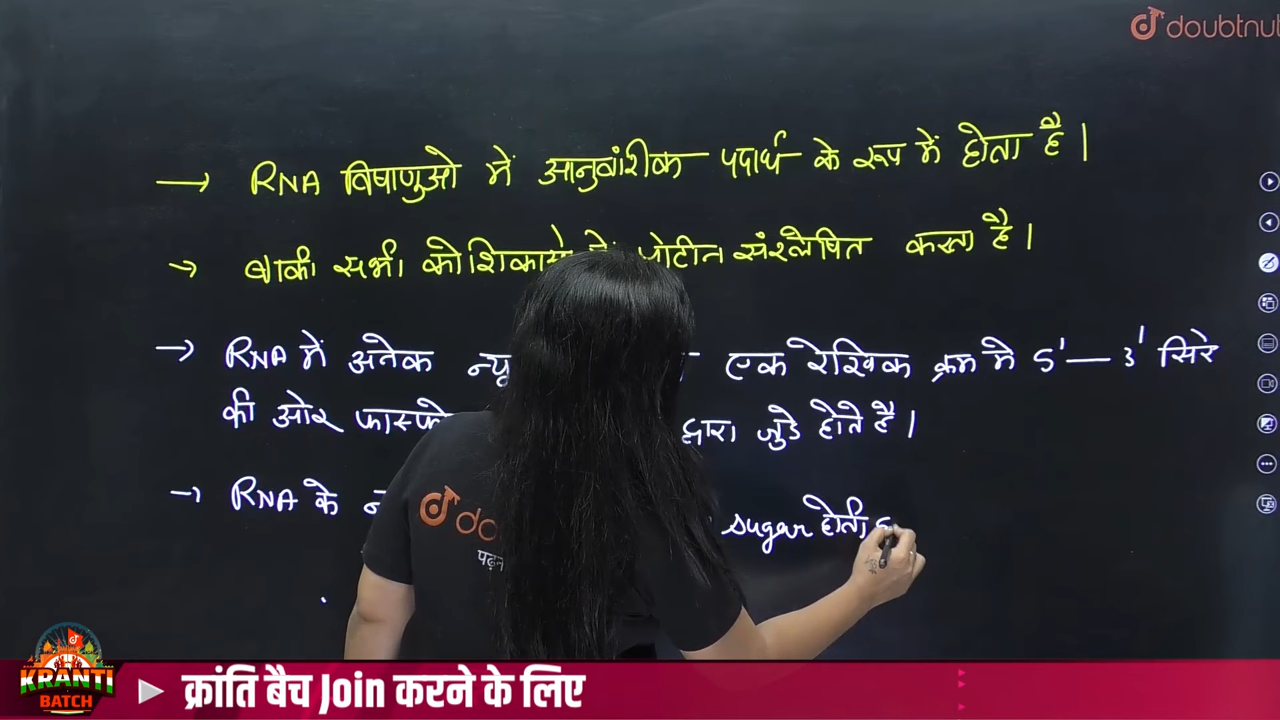 doubtnut
→ RNA विषाणुओ में आनुवांशीक पदार्थ के रूप में होता है।
→ बाकी सभी कोशिकाओ में प्रोटीन संश्लेषित करता है।
→ RNA में अनेक एक रेखिक क्रम मे 5' — 3' सिरे
की ओर द्वारा जुडे होते है।
→ RNA के sugar होती
KRANTI
BATCH
क्रांति बैच Join करने के लिए